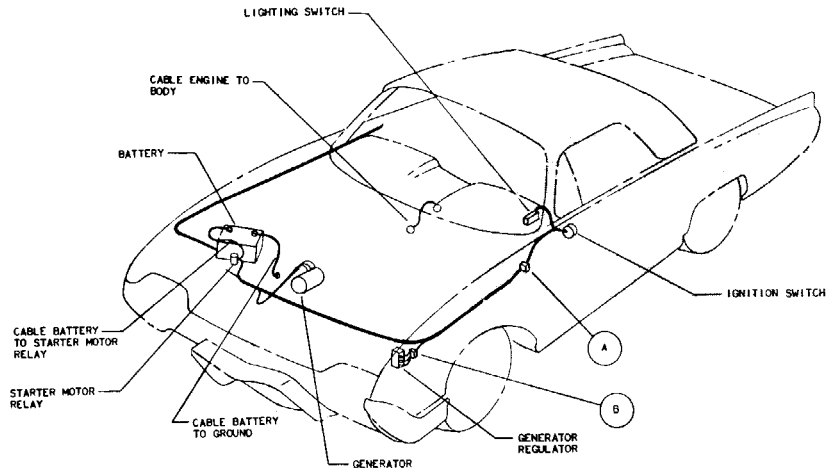 LIGHTING SWITCH
CABLE ENGINE TO
BODY
BATTERY
IGNITION SWITCH
A
CABLE BATTERY
TO STARTER MOTOR
RELAY
STARTER MOTOR
RELAY
B
CABLE BATTERY
TO GROUND
GENERATOR
REGULATOR
GENERATOR